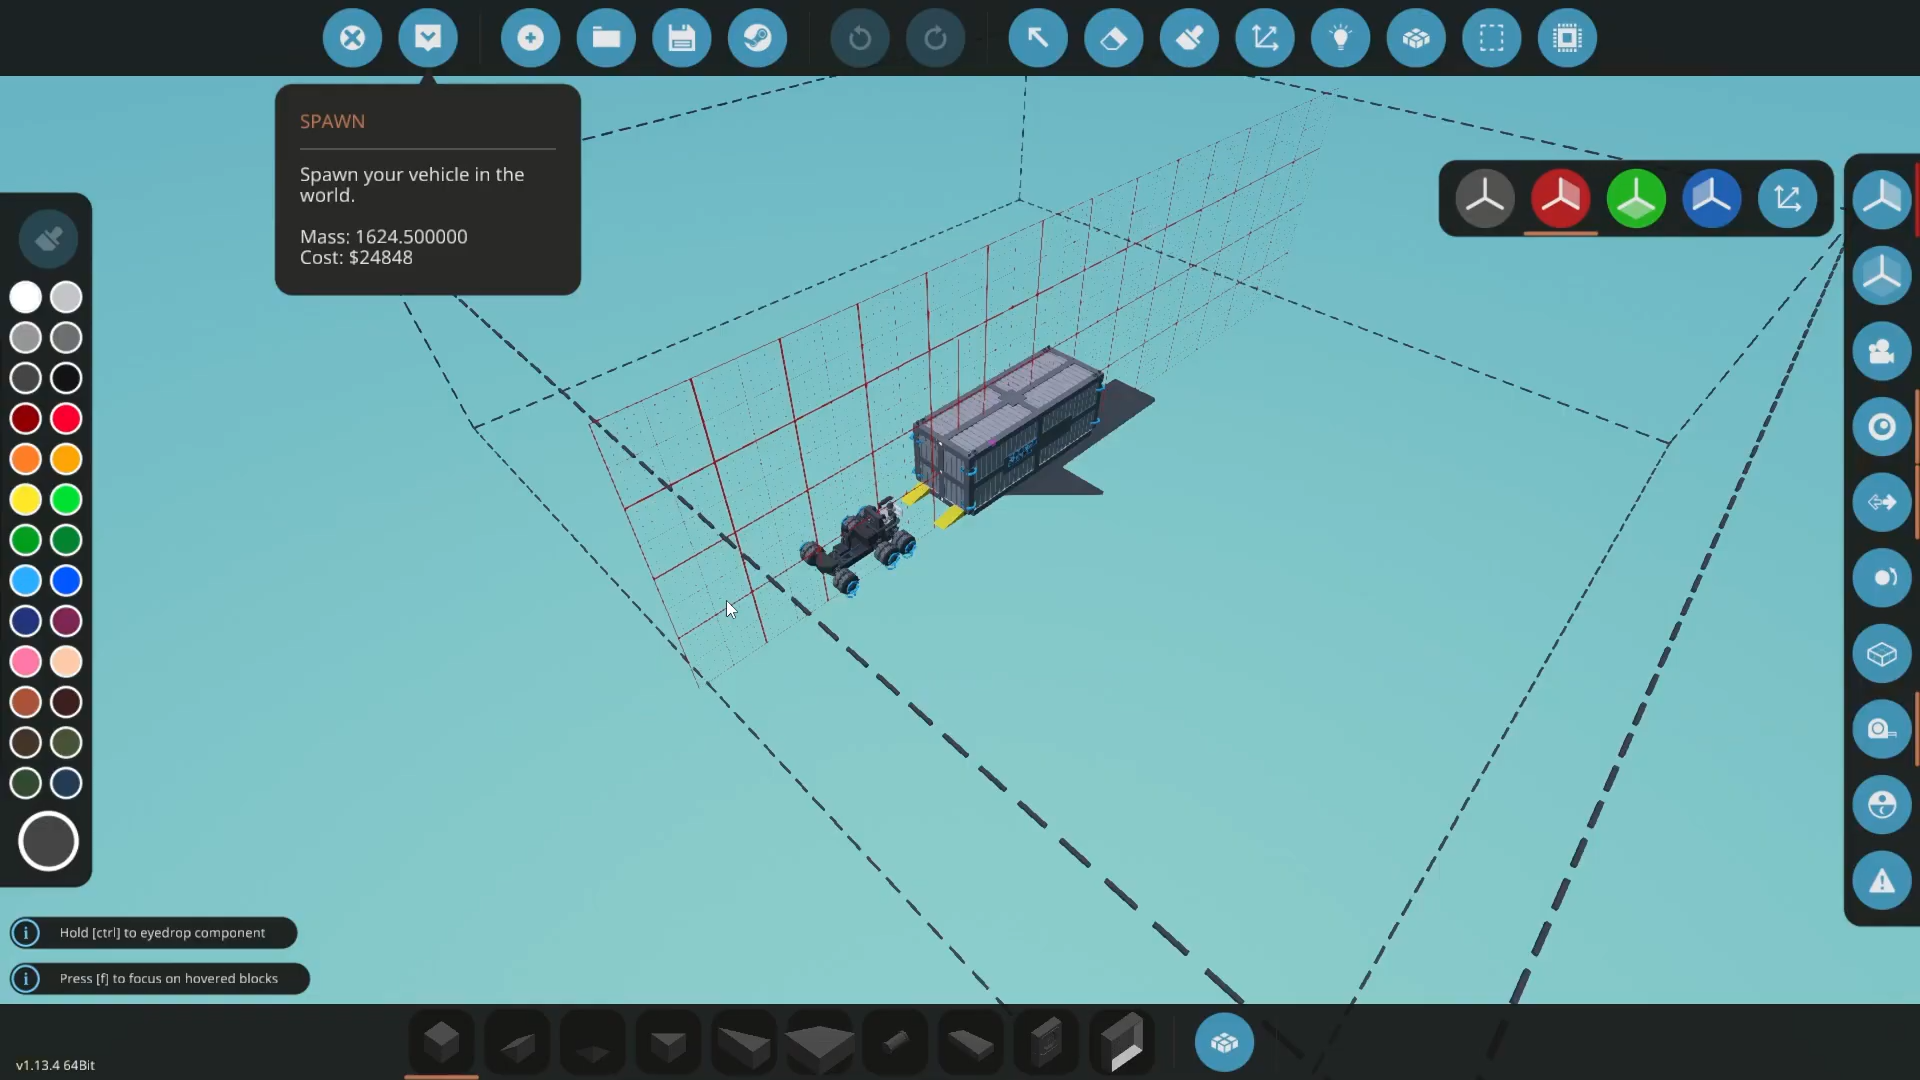 SPAWN
Spawn your vehicle in the
world.
Mass: 1624.500000
Cost: $24848
Hold [ctrl] to eyedrop component
Press [f] to focus on hovered blocks
v1.13.4 64Bit